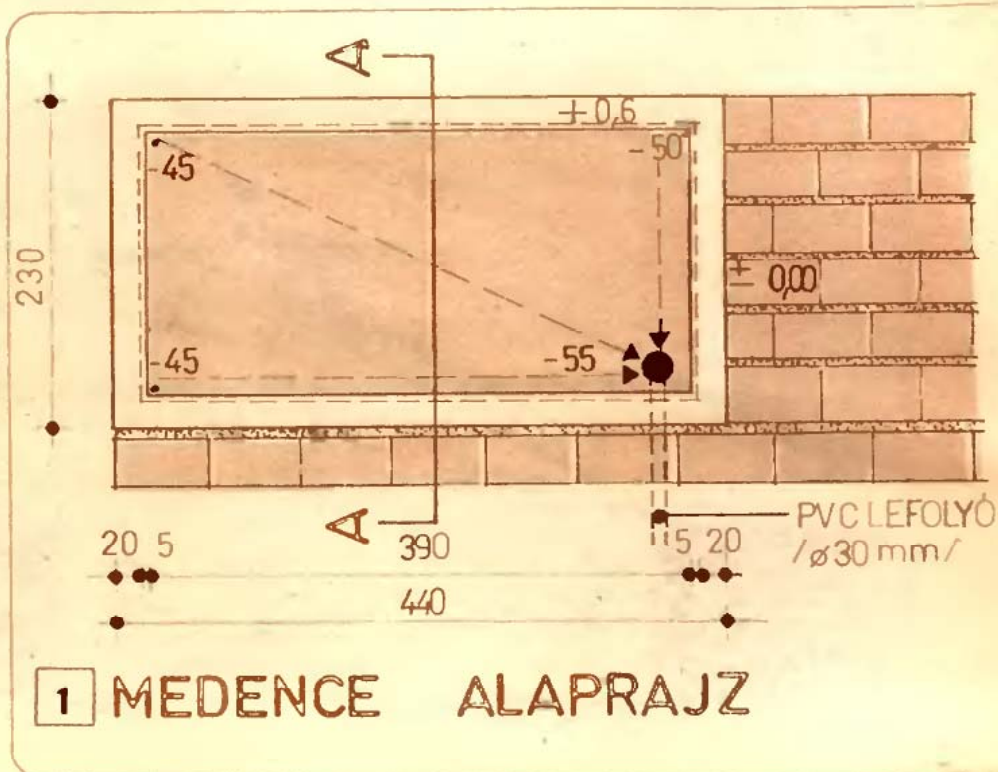 A
+0,6
-50
-45
230
± 0,00
-45
-55
A
PVC LEFOLYÓ
/ø30 mm/
20 5 390 5 20
440
1 MEDENCE ALAPRAJZ